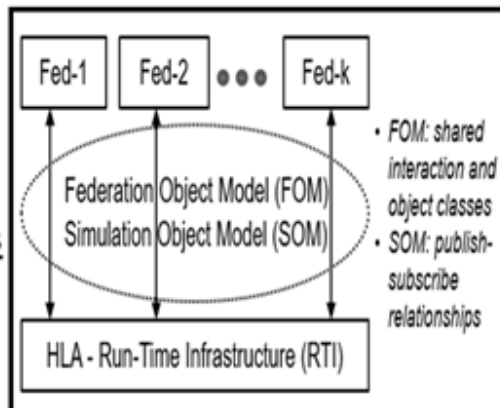 Fed-1 Fed-2 Fed-k
Federation Object Model (FOM)
Simulation Object Model (SOM)
HLA - Run-Time Infrastructure (RTI)
• FOM: shared
interaction and
object classes
• SOM: publish-
subscribe
relationships